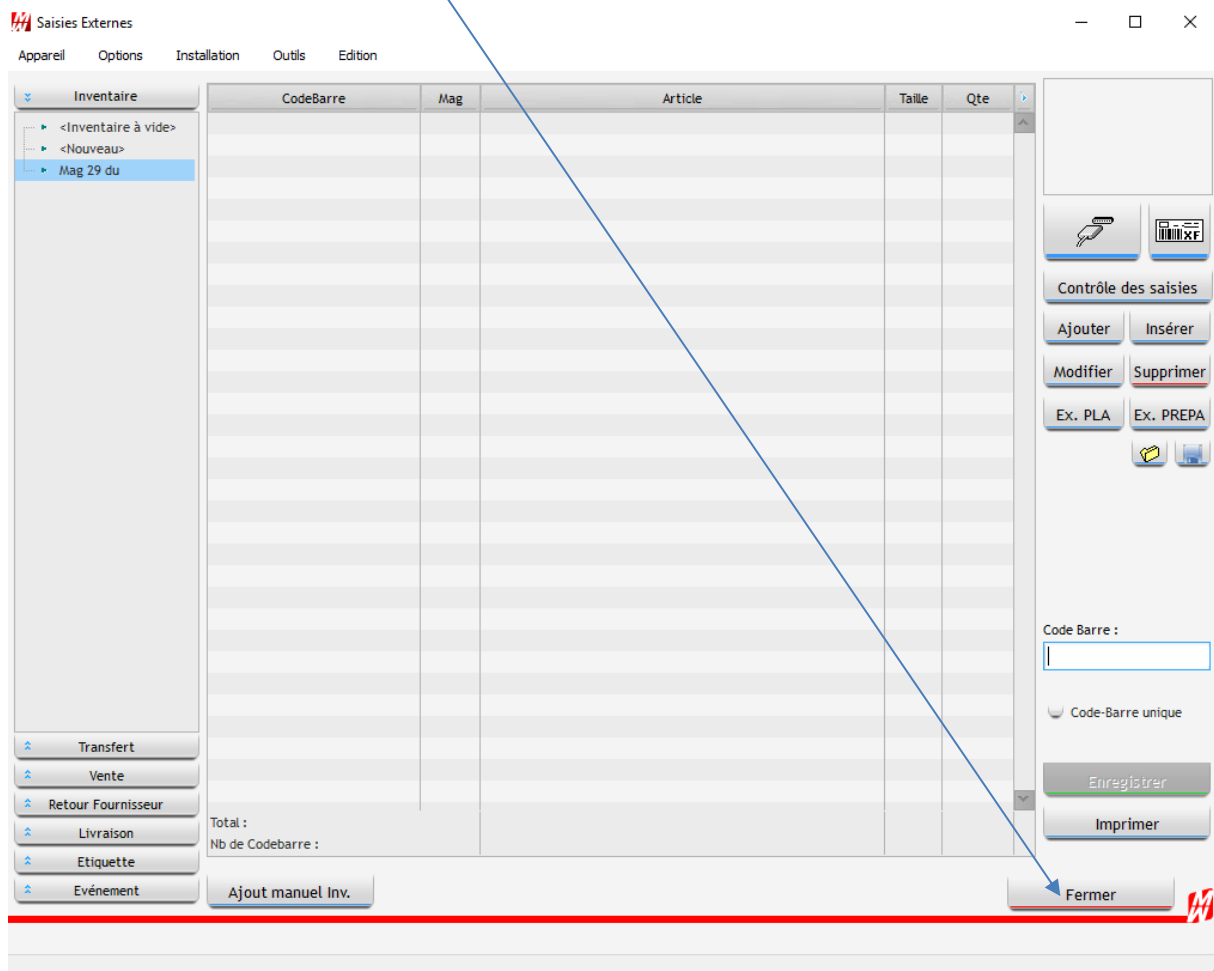 Saisies Externes
Appareil Options Installation Outils Edition
Inventaire
<Inventaire à vide>
<Nouveau>
Mag 29 du
Transfert
Vente
Retour Fournisseur
Livraison
Etiquette
Evénement
CodeBarre Mag Article Taille Qte
Total :
Nb de Codebarre :
Ajout manuel Inv.
XF
Contrôle des saisies
Ajouter Insérer
Modifier Supprimer
Ex. PLA Ex. PREPA
Code Barre :
Code-Barre unique
Enregistrer
Imprimer
Fermer